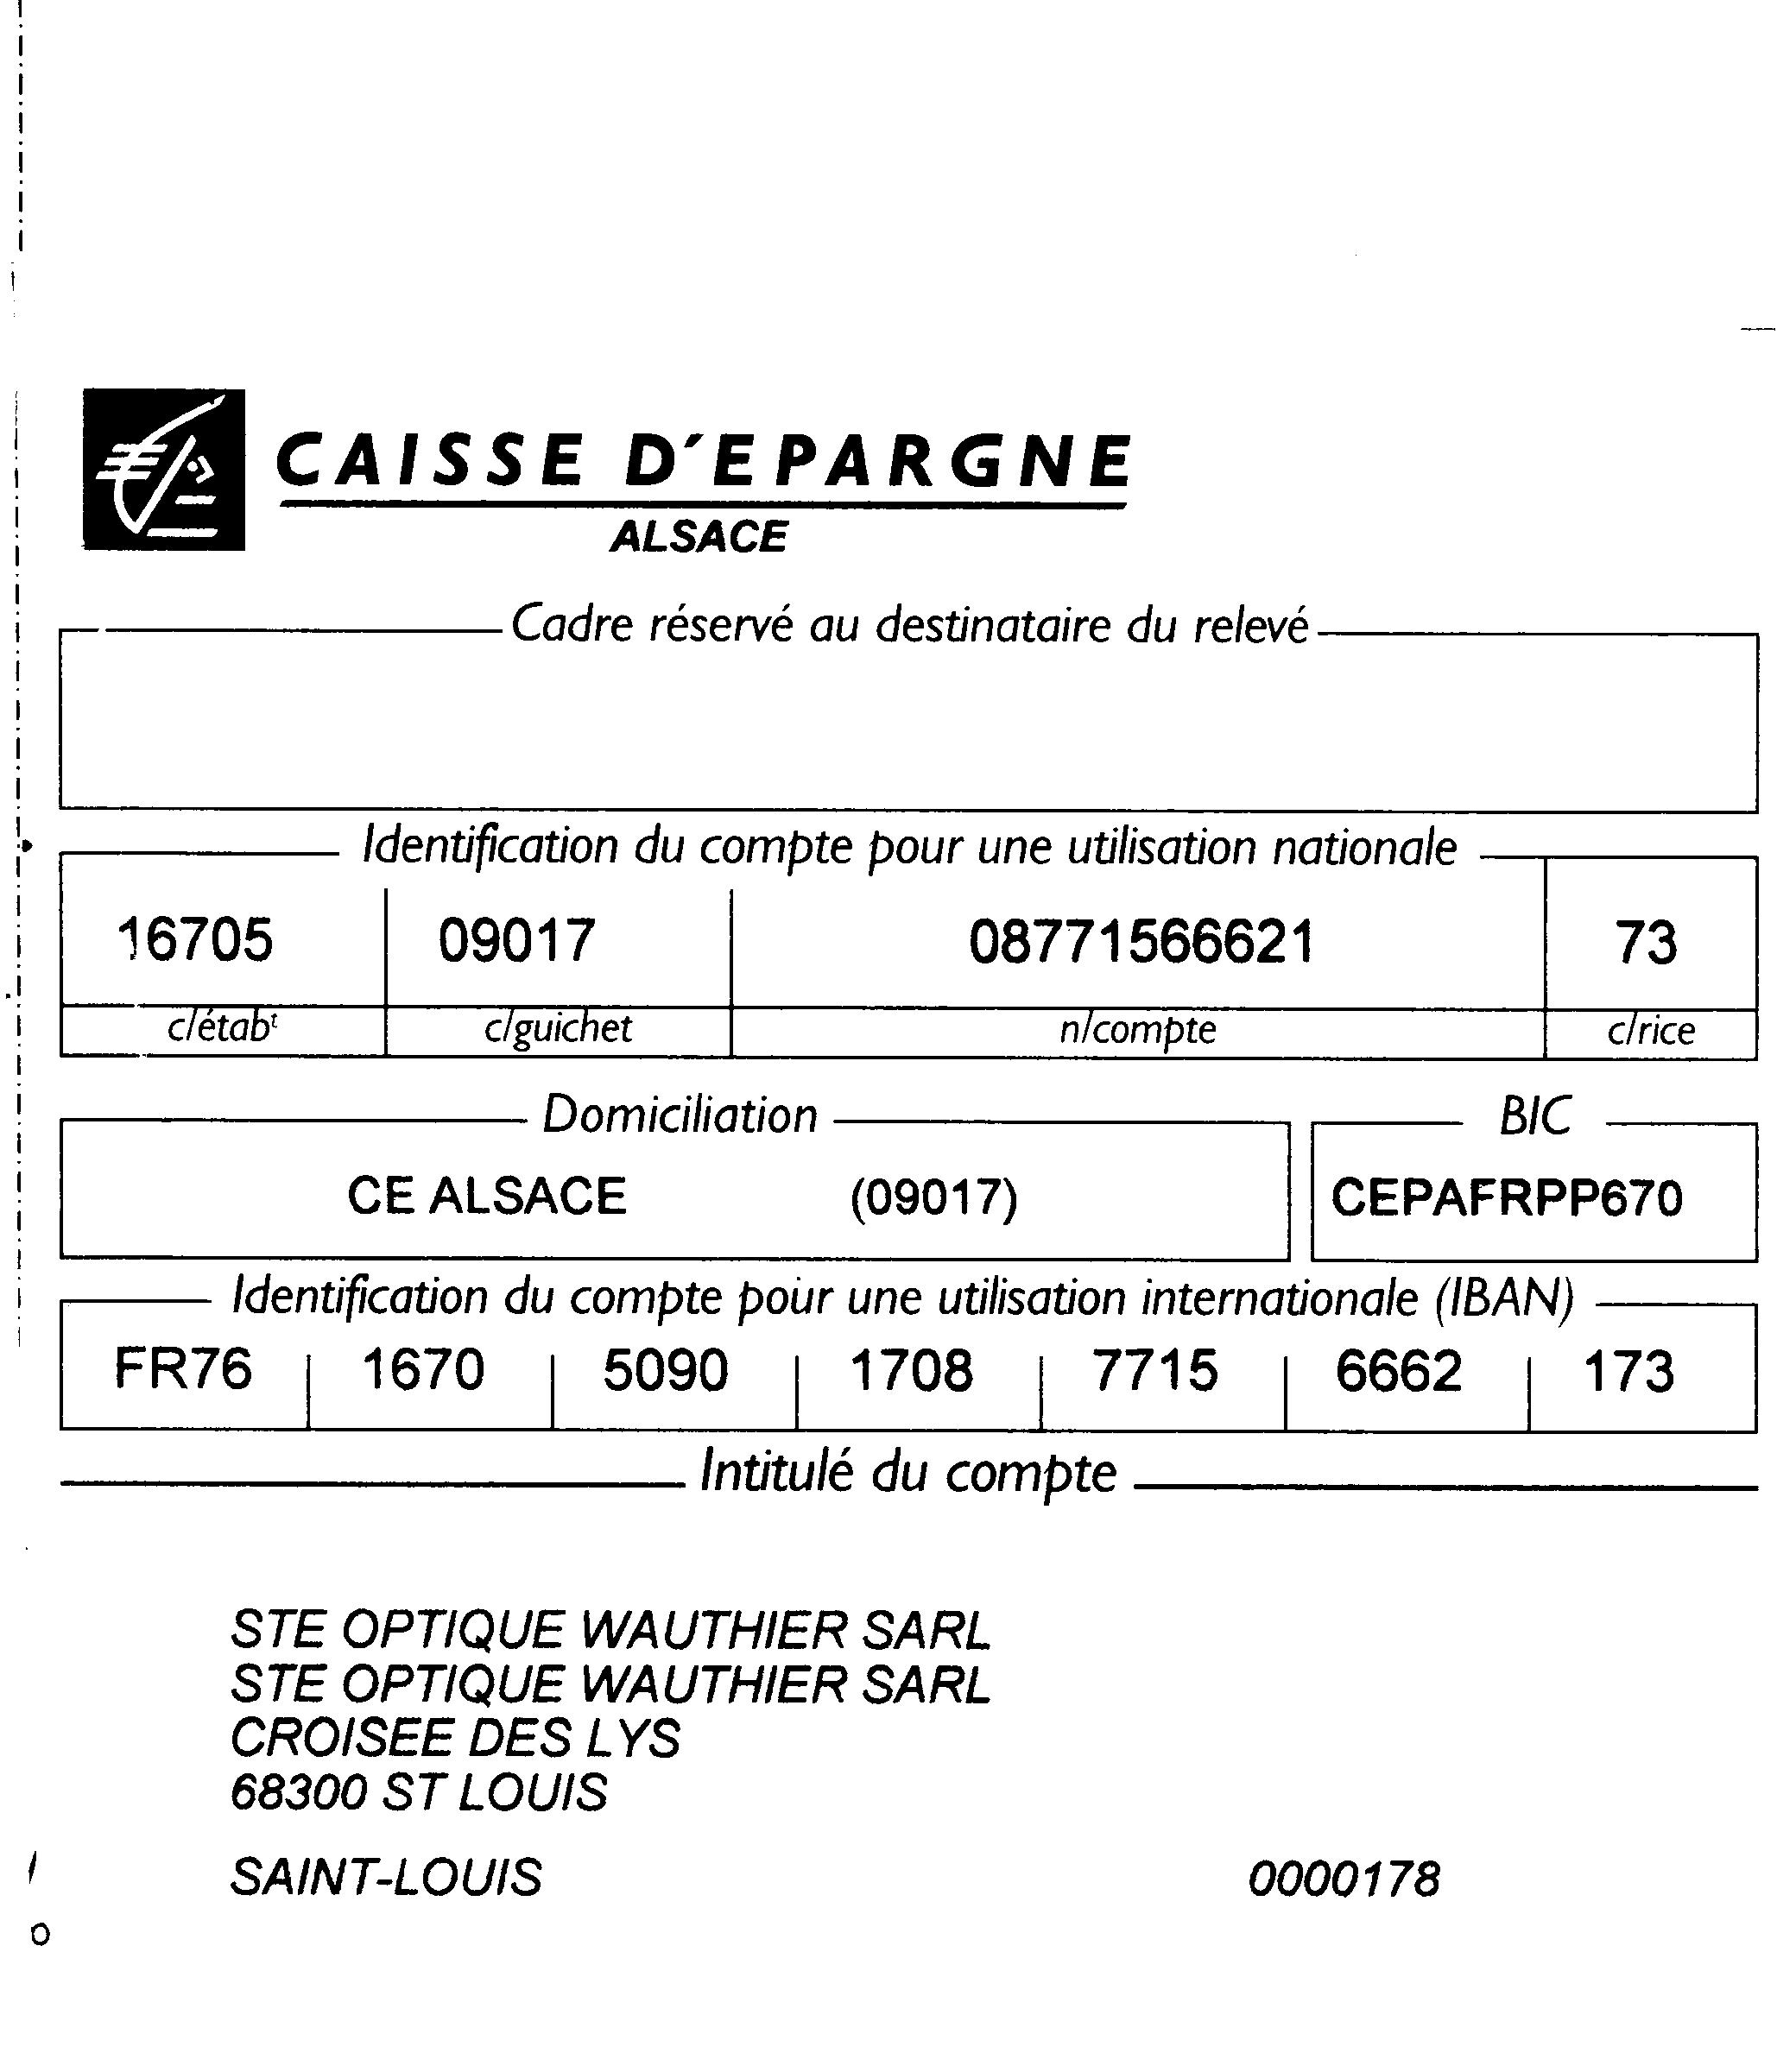 CAISSE D'EPARGNE
ALSACE
Cadre réservé au destinataire du relevé
Identification du compte pour une utilisation nationale
16705 09017 08771566621 73
c/étabt c/guichet n/compte c/rice
Domiciliation BIC
CE ALSACE (09017) CEPAFRPP670
Identification du compte pour une utilisation internationale (IBAN)
FR76 1670 5090 1708 7715 6662 173
Intitulé du compte
STE OPTIQUE WAUTHIER SARL
STE OPTIQUE WAUTHIER SARL
CROISEE DES LYS
68300 ST LOUIS
SAINT-LOUIS 0000178